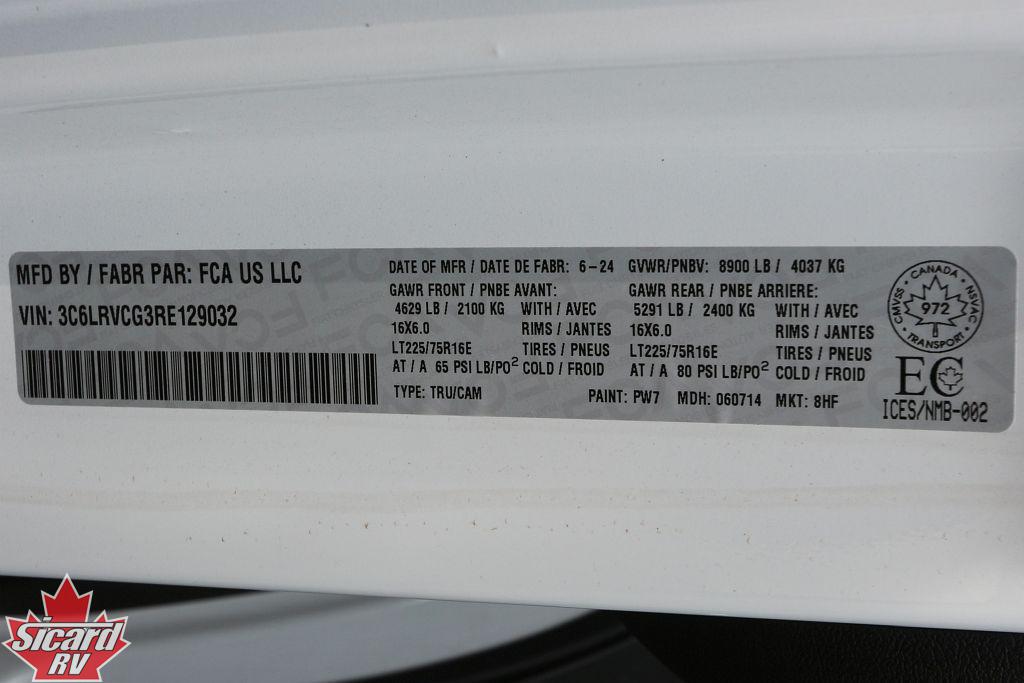 MFD BY / FABR PAR: FCA US LLC
VIN: 3C6LRVCG3RE129032
DATE OF MFR / DATE DE FABR: 6-24 GVWR/PNBV: 8900 LB / 4037 KG
GAWR FRONT / PNBE AVANT: GAWR REAR / PNBE ARRIERE:
4629 LB / 2100 KG WITH / AVEC 5291 LB / 2400 KG WITH / AVEC
16X6.0 RIMS / JANTES 16X6.0 RIMS / JANTES
LT225/75R16E TIRES / PNEUS LT225/75R16E TIRES / PNEUS
AT / A 65 PSI LB/PO² COLD / FROID AT / A 80 PSI LB/PO² COLD / FROID
TYPE: TRU/CAM PAINT: PW7 MDH: 060714 MKT: 8HF
CANADA
CMVSS 972 NSVAC
TRANSPORT
EC
ICES/NMB-002
Sicard
RV